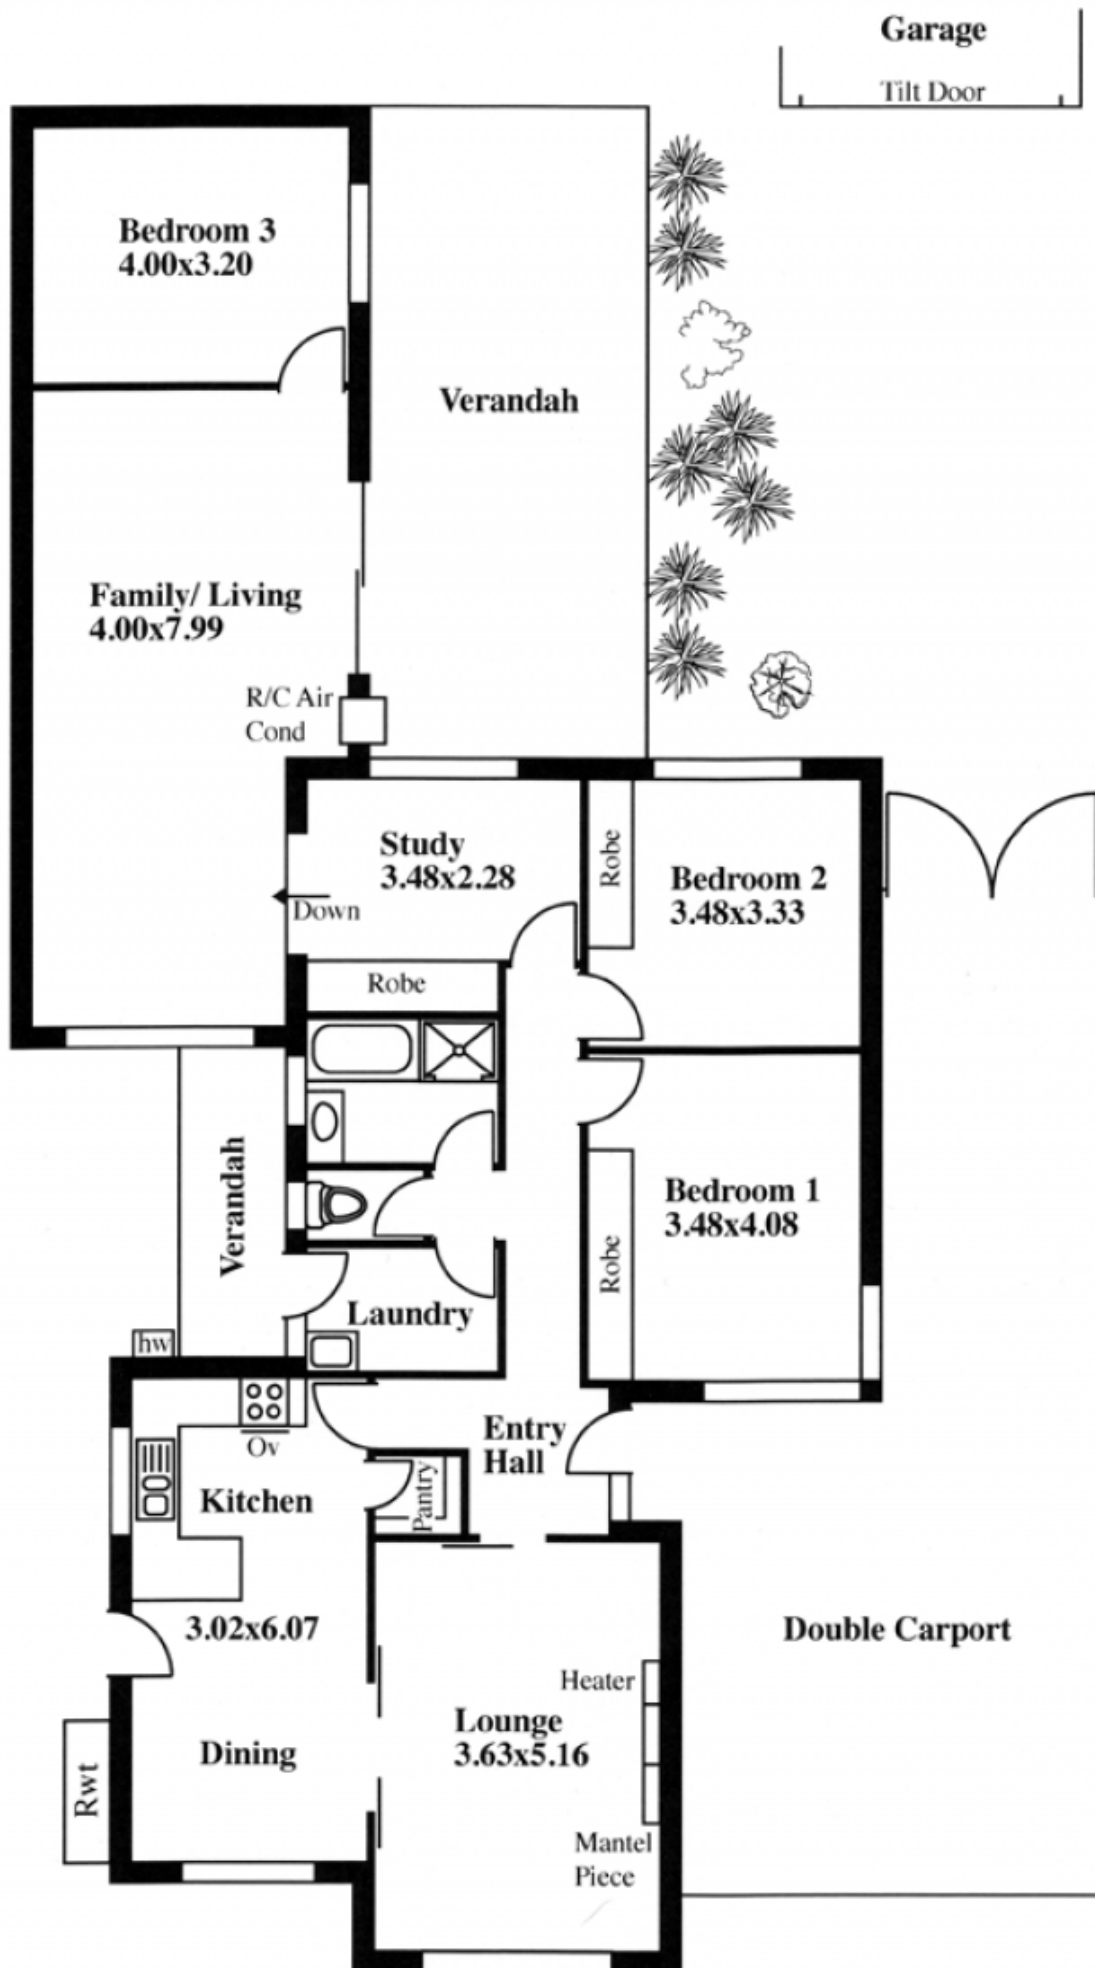 Garage
Tilt Door
Bedroom 3
4.00x3.20
Verandah
Family/ Living
4.00x7.99
R/C Air
Cond
Study
3.48x2.28
Robe
Bedroom 2
3.48x3.33
Down
Robe
Verandah
Bedroom 1
3.48x4.08
Robe
Laundry
hw
Entry
Hall
Ov
Pantry
Kitchen
3.02x6.07
Double Carport
Heater
Lounge
3.63x5.16
Dining
Rwt
Mantel
Piece